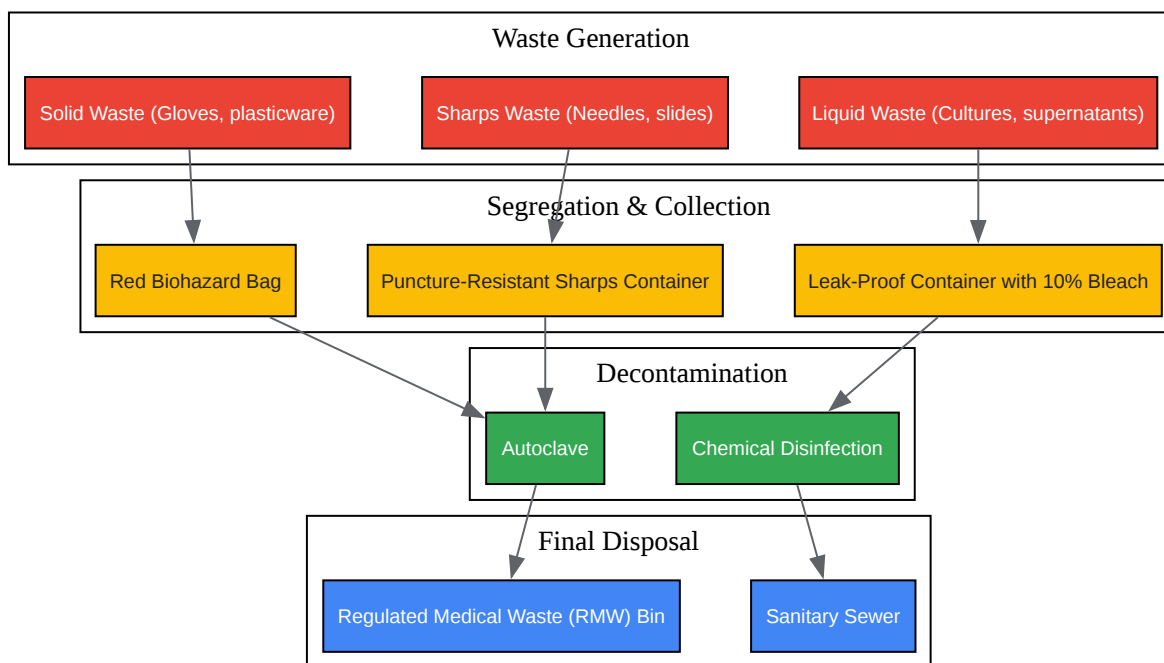 Waste Generation
Solid Waste (Gloves, plasticware)
Sharps Waste (Needles, slides)
Liquid Waste (Cultures, supernatants)
Segregation & Collection
Red Biohazard Bag
Puncture-Resistant Sharps Container
Leak-Proof Container with 10% Bleach
Decontamination
Autoclave
Chemical Disinfection
Final Disposal
Regulated Medical Waste (RMW) Bin
Sanitary Sewer